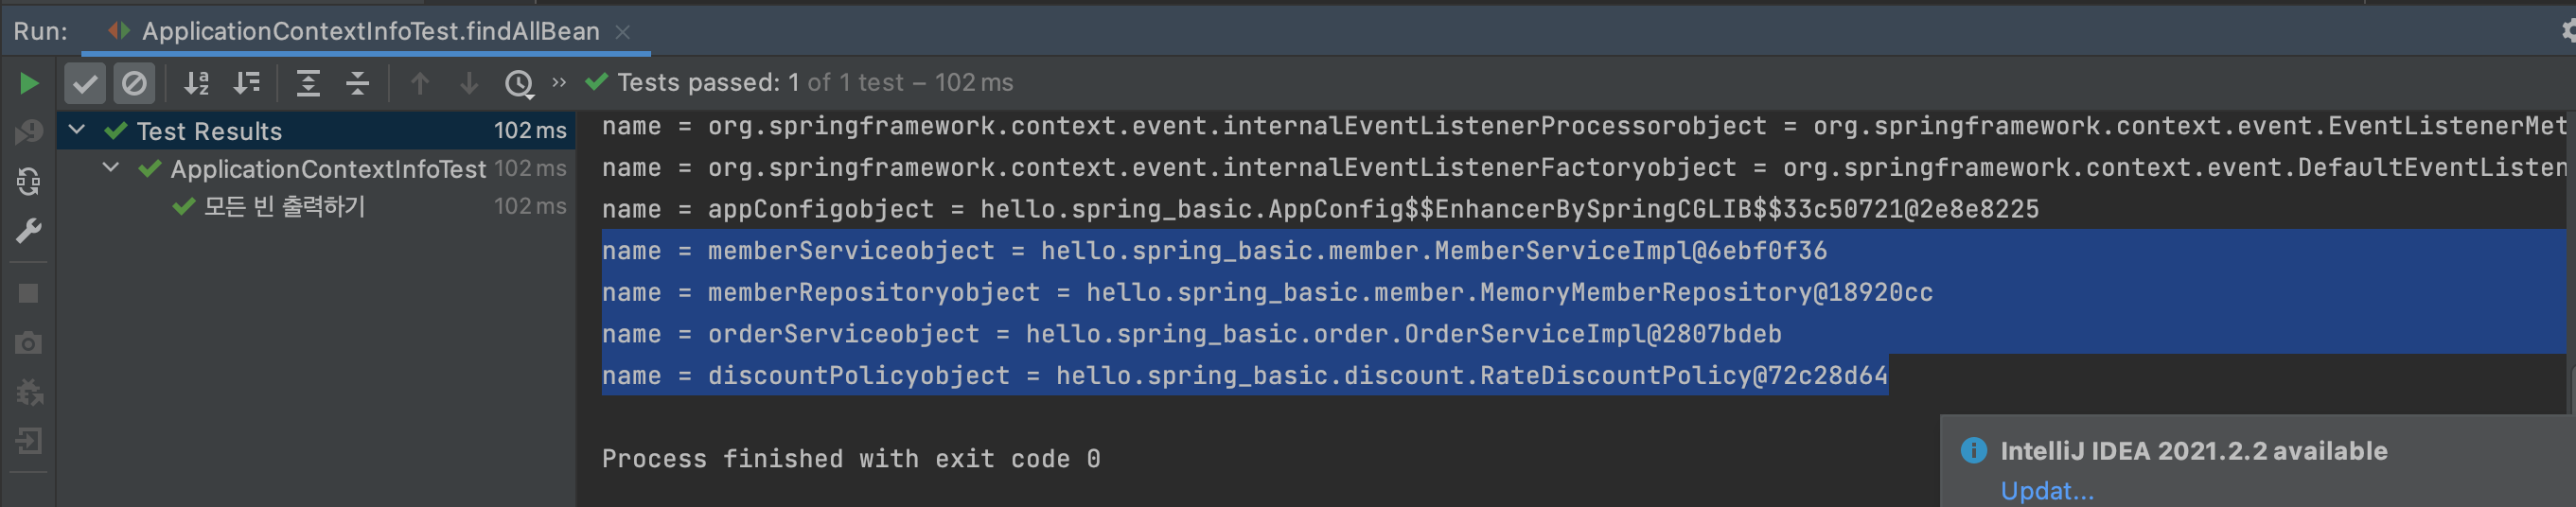 Run: ApplicationContextInfoTest.findAllBean
Tests passed: 1 of 1 test – 102 ms
Test Results 102 ms
ApplicationContextInfoTest 102 ms
모든 빈 출력하기 102 ms
name = org.springframework.context.event.internalEventListenerProcessorobject = org.springframework.context.event.EventListenerMet
name = org.springframework.context.event.internalEventListenerFactoryobject = org.springframework.context.event.DefaultEventListen
name = appConfigobject = hello.spring_basic.AppConfig$$EnhancerBySpringCGLIB$$33c50721@2e8e8225
name = memberServiceobject = hello.spring_basic.member.MemberServiceImpl@6ebf0f36
name = memberRepositoryobject = hello.spring_basic.member.MemoryMemberRepository@18920cc
name = orderServiceobject = hello.spring_basic.order.OrderServiceImpl@2807bdeb
name = discountPolicyobject = hello.spring_basic.discount.RateDiscountPolicy@72c28d64
Process finished with exit code 0
IntelliJ IDEA 2021.2.2 available
Updat...